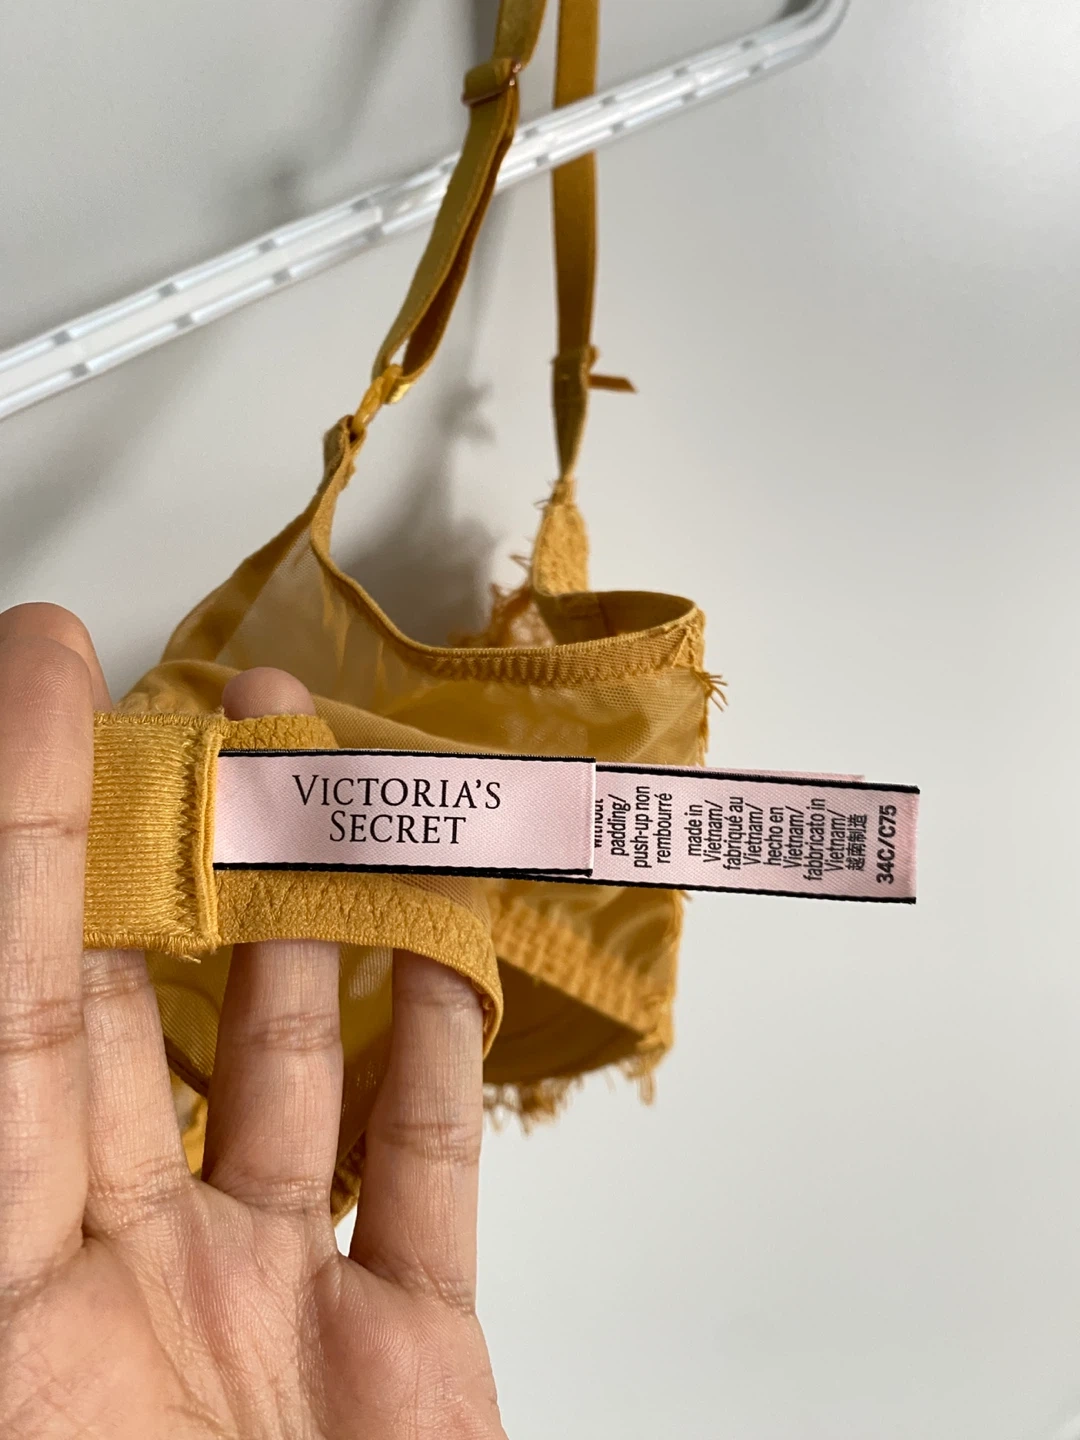 VICTORIA'S
SECRET
without
padding/
push-up non
rembourré
made in
Vietnam/
fabriqué au
Vietnam/
hecho en
Vietnam/
fabbricato in
Vietnam/
越南制造
34C/C75